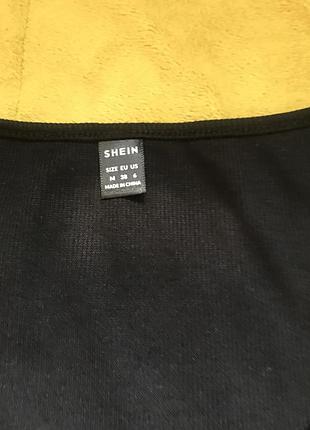 SHEIN
SIZE EU US
M 38 6
MADE IN CHINA